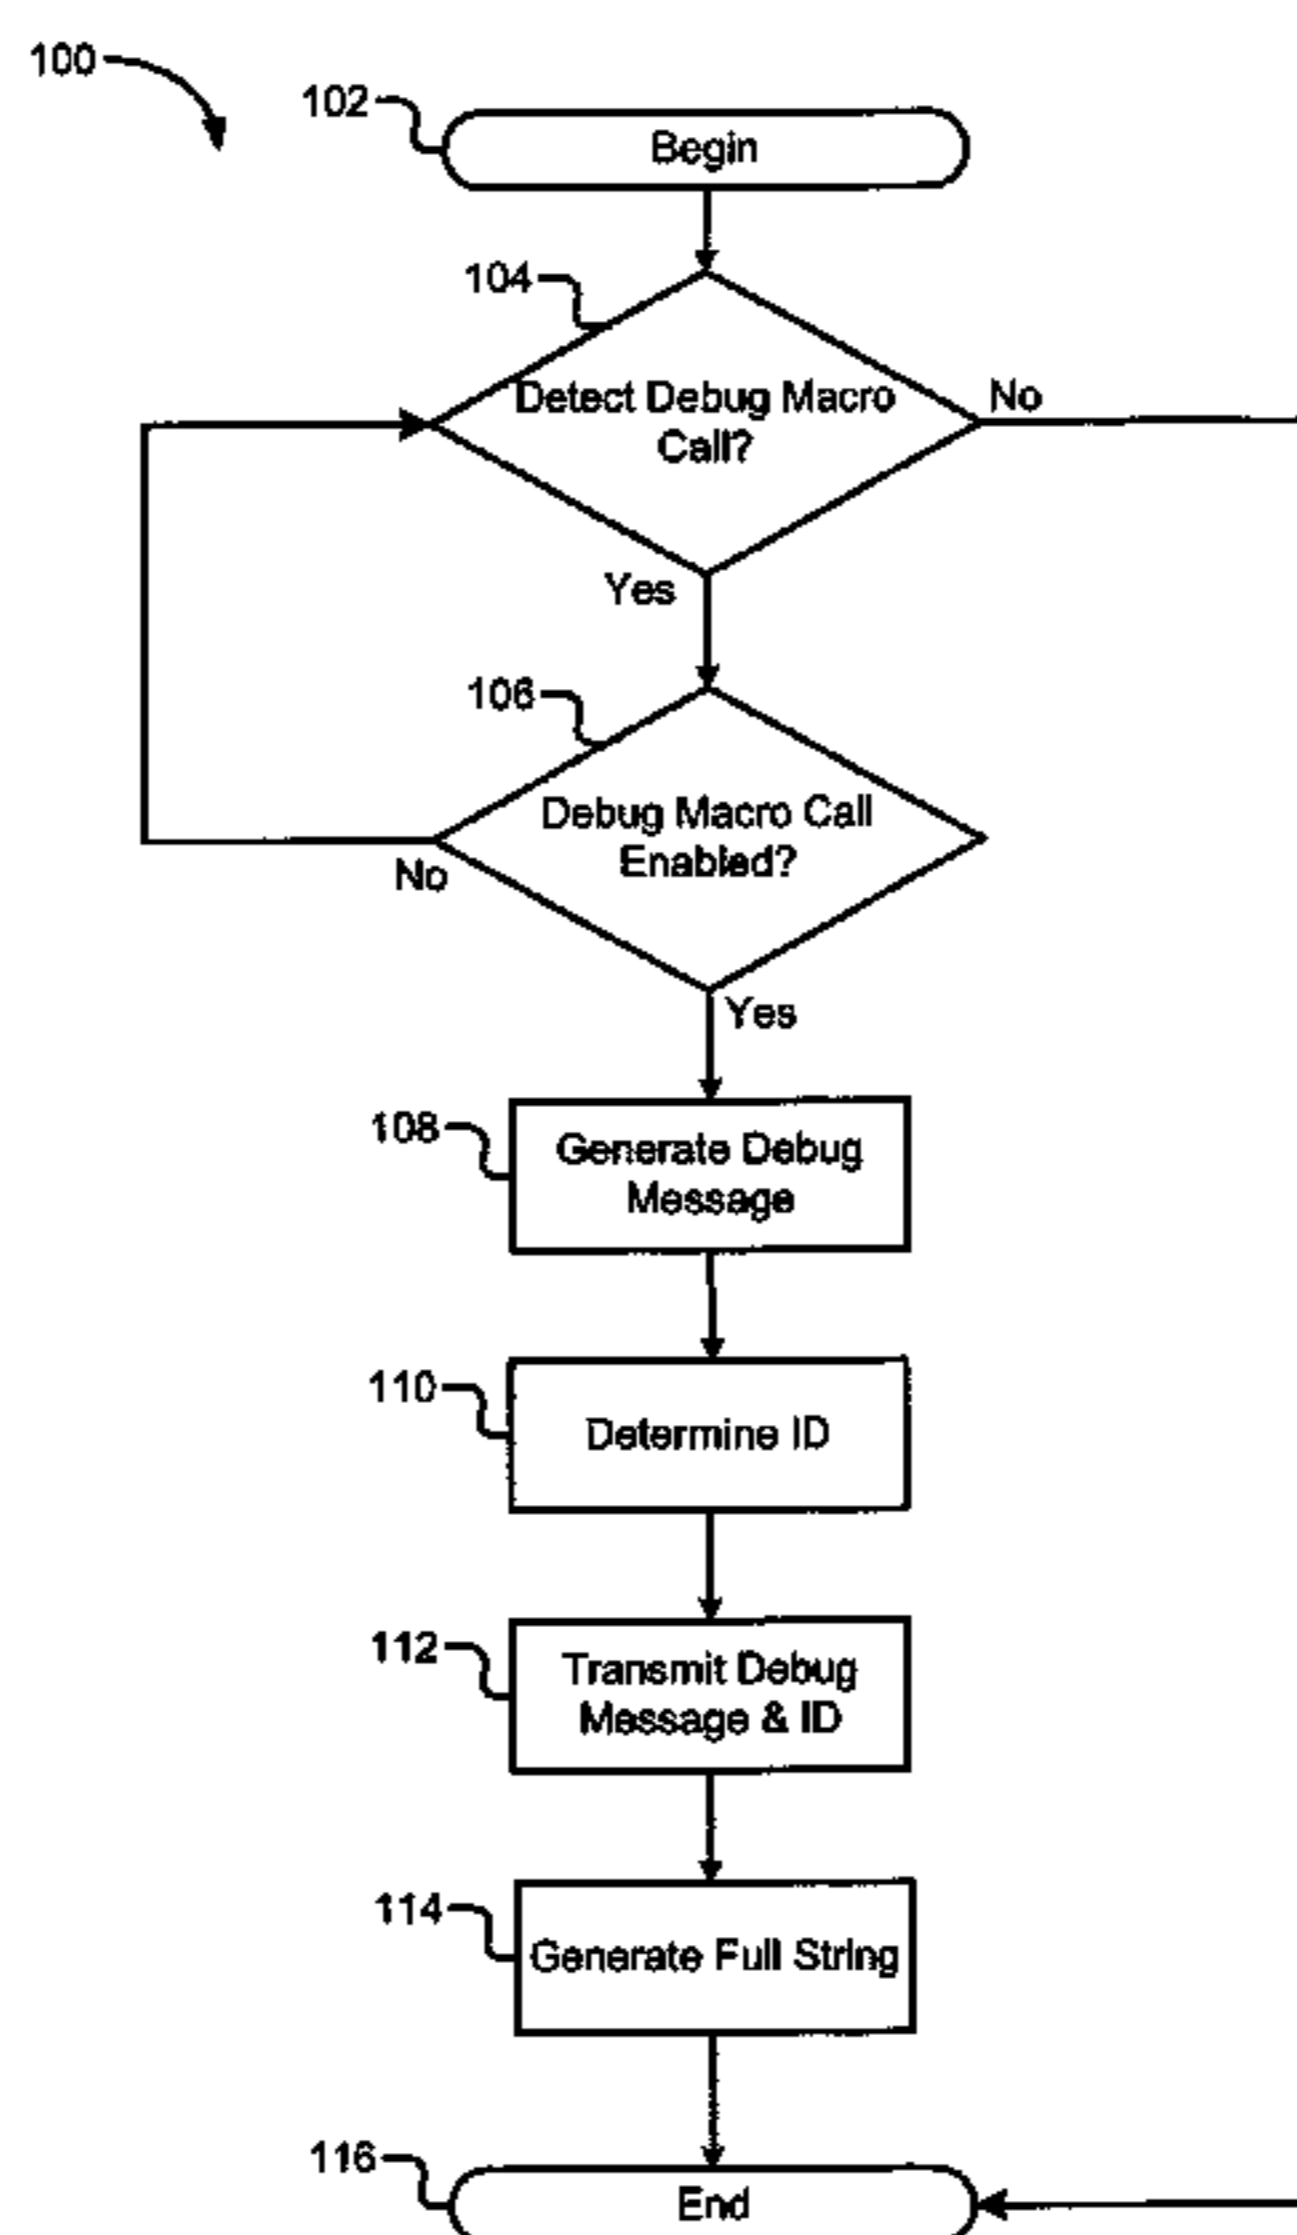 100
102
Begin
104
Detect Debug Macro
Call?
No
Yes
106
Debug Macro Call
Enabled?
No
Yes
108
Generate Debug
Message
110
Determine ID
112
Transmit Debug
Message & ID
114
Generate Full String
116
End